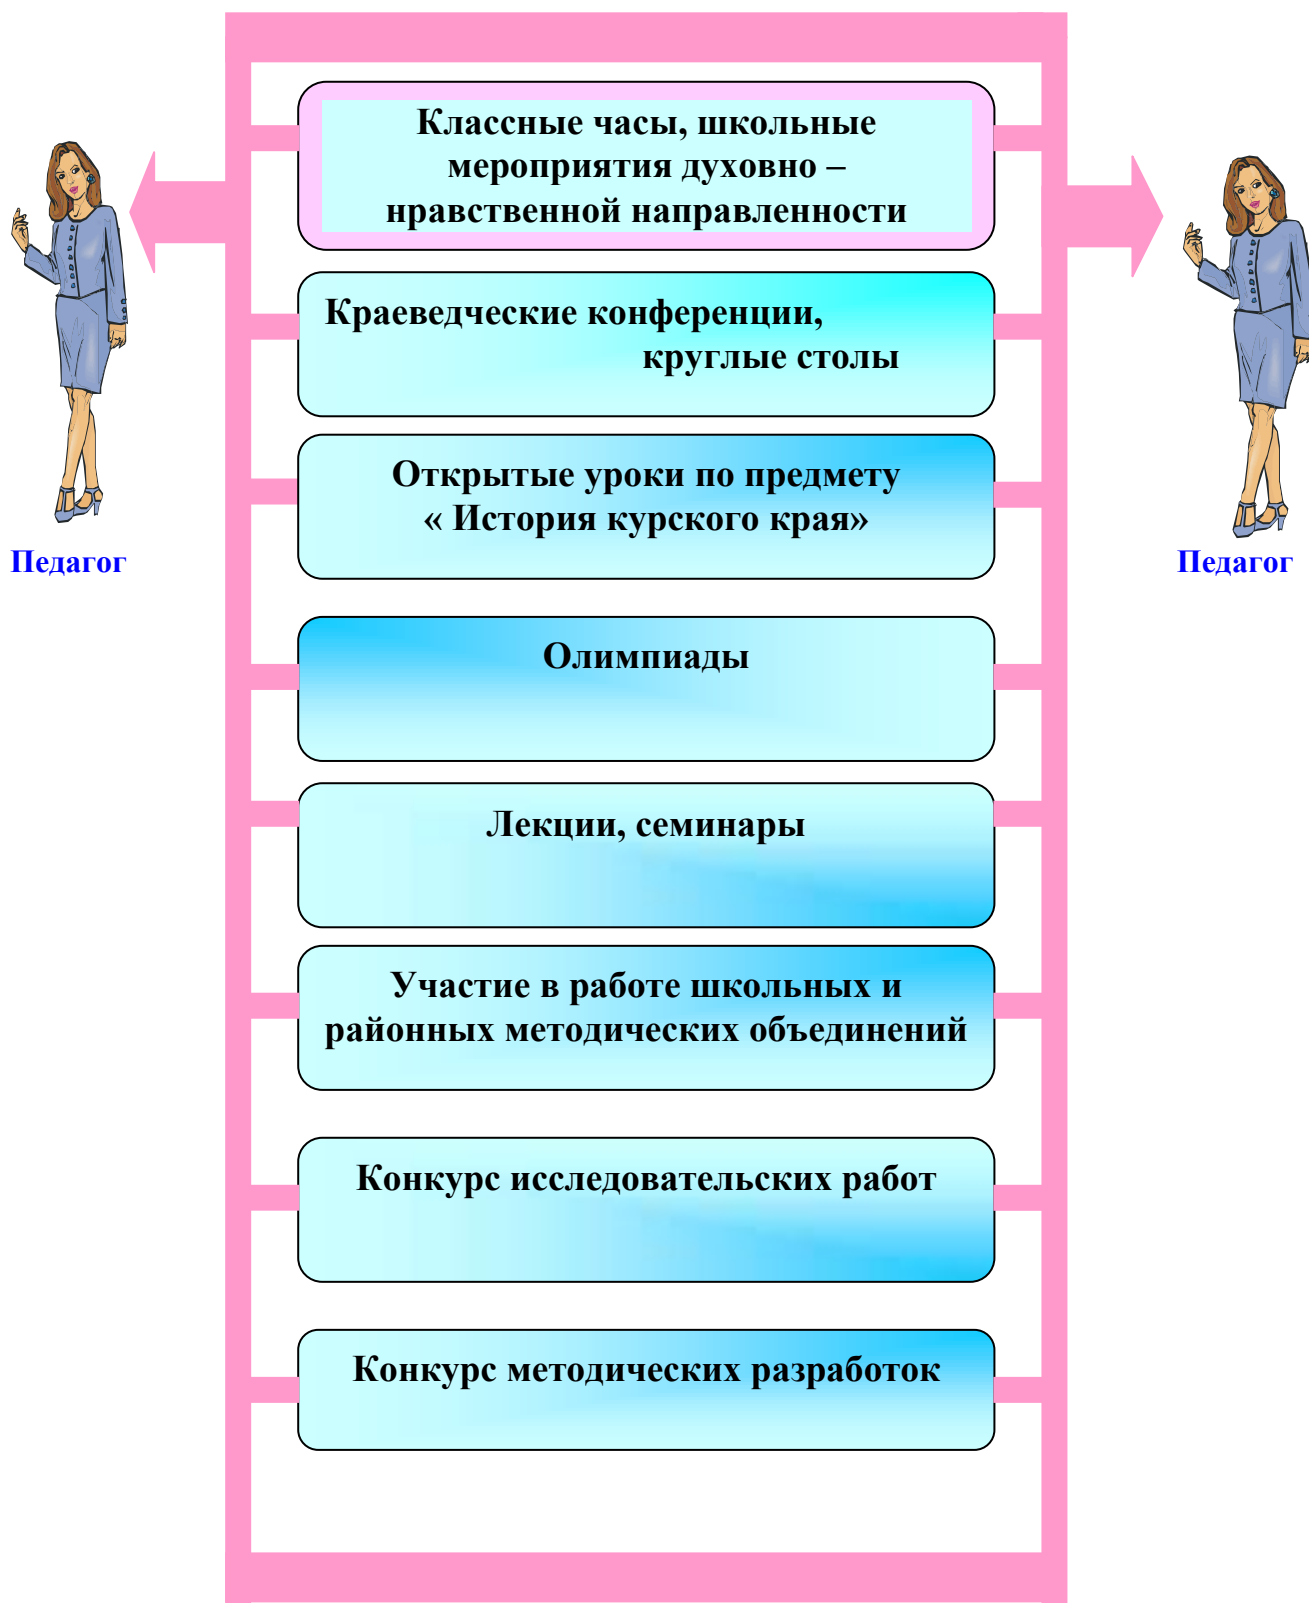 Классные часы, школьные
мероприятия духовно –
нравственной направленности
Краеведческие конференции,
круглые столы
Открытые уроки по предмету
« История курского края»
Педагог
Педагог
Олимпиады
Лекции, семинары
Участие в работе школьных и
районных методических объединений
Конкурс исследовательских работ
Конкурс методических разработок